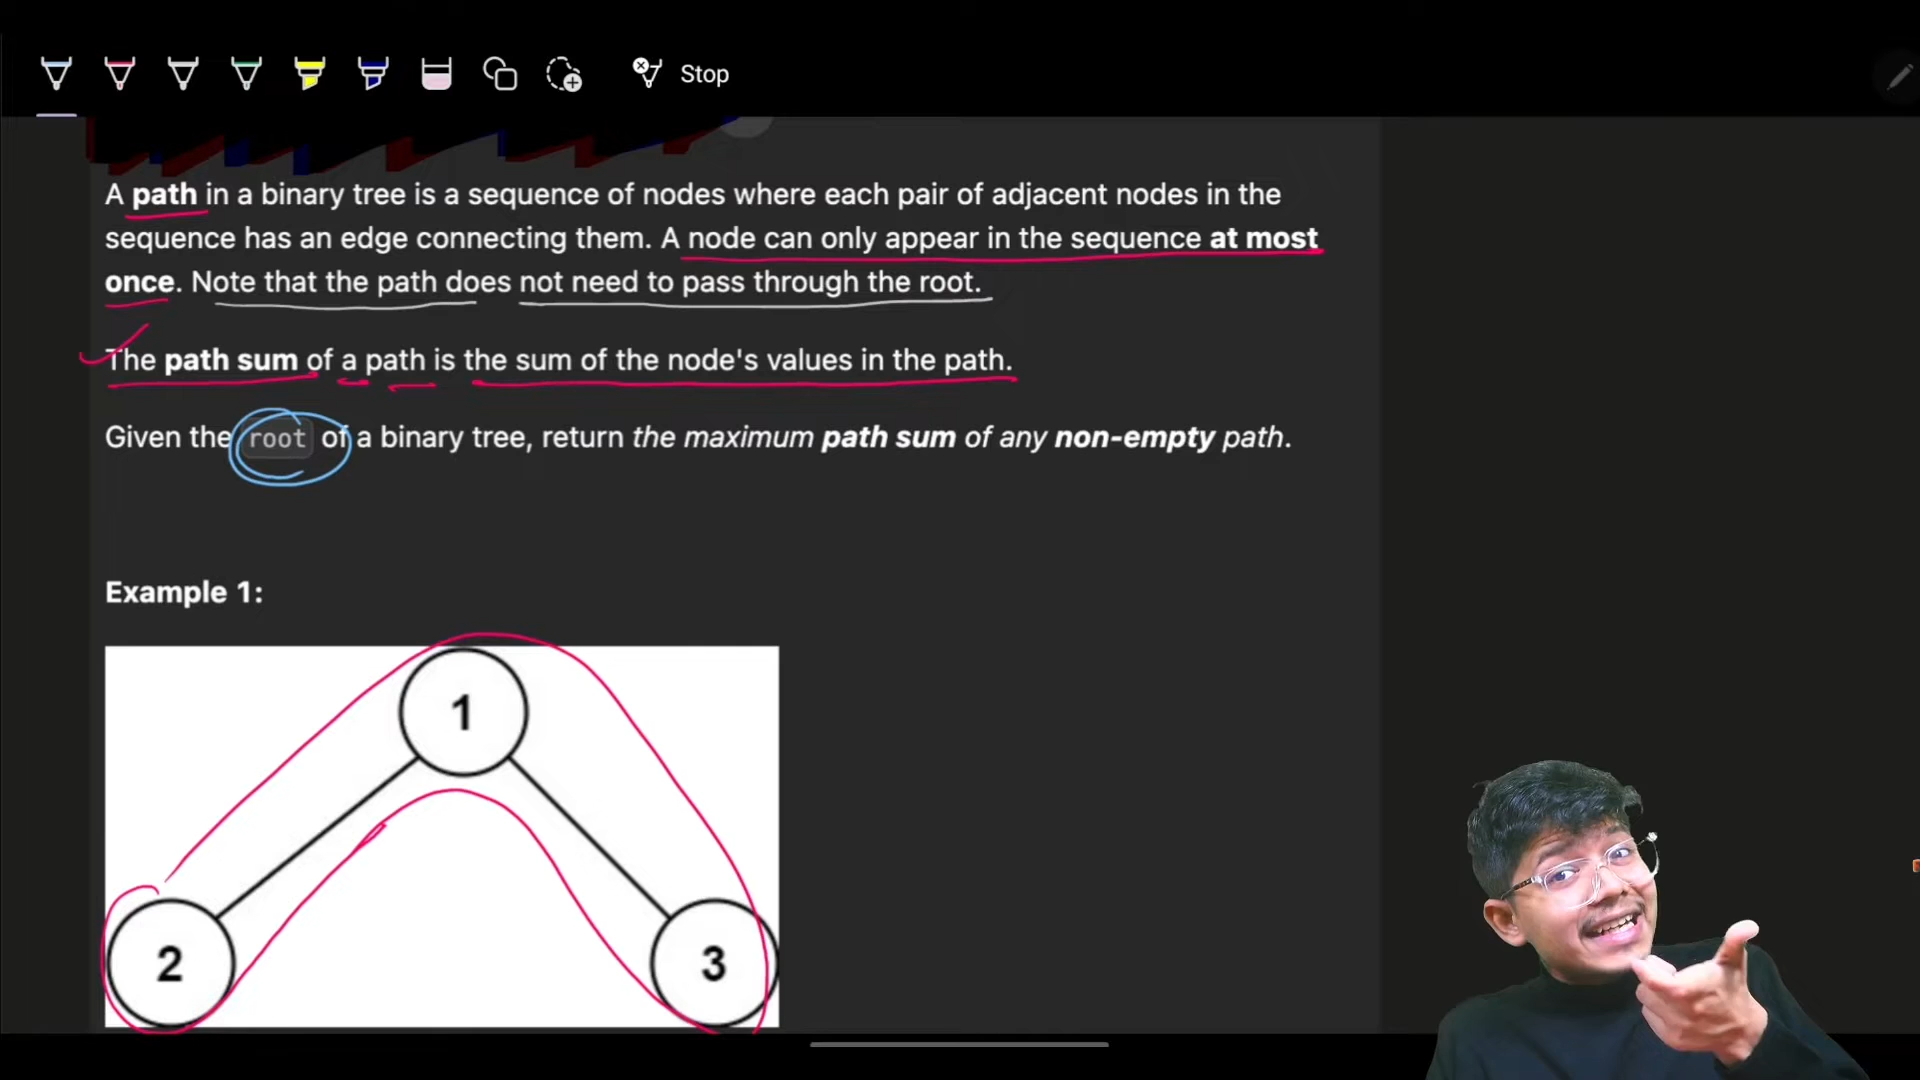 Stop
A path in a binary tree is a sequence of nodes where each pair of adjacent nodes in the
sequence has an edge connecting them. A node can only appear in the sequence at most
once. Note that the path does not need to pass through the root.
The path sum of a path is the sum of the node's values in the path.
Given the root of a binary tree, return the maximum path sum of any non-empty path.
Example 1:
1
2
3